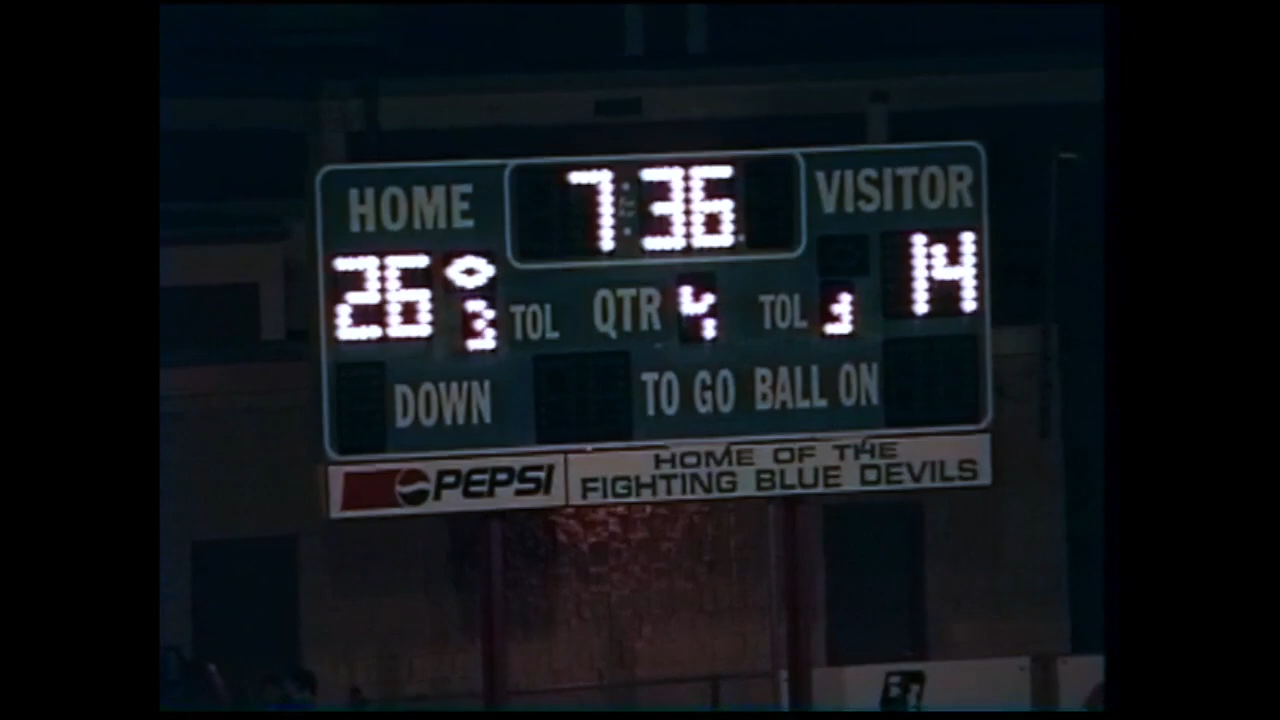 HOME 7:36 VISITOR
26 3 TOL QTR 4 TOL 3 14
DOWN TO GO BALL ON
PEPSI HOME OF THE
FIGHTING BLUE DEVILS